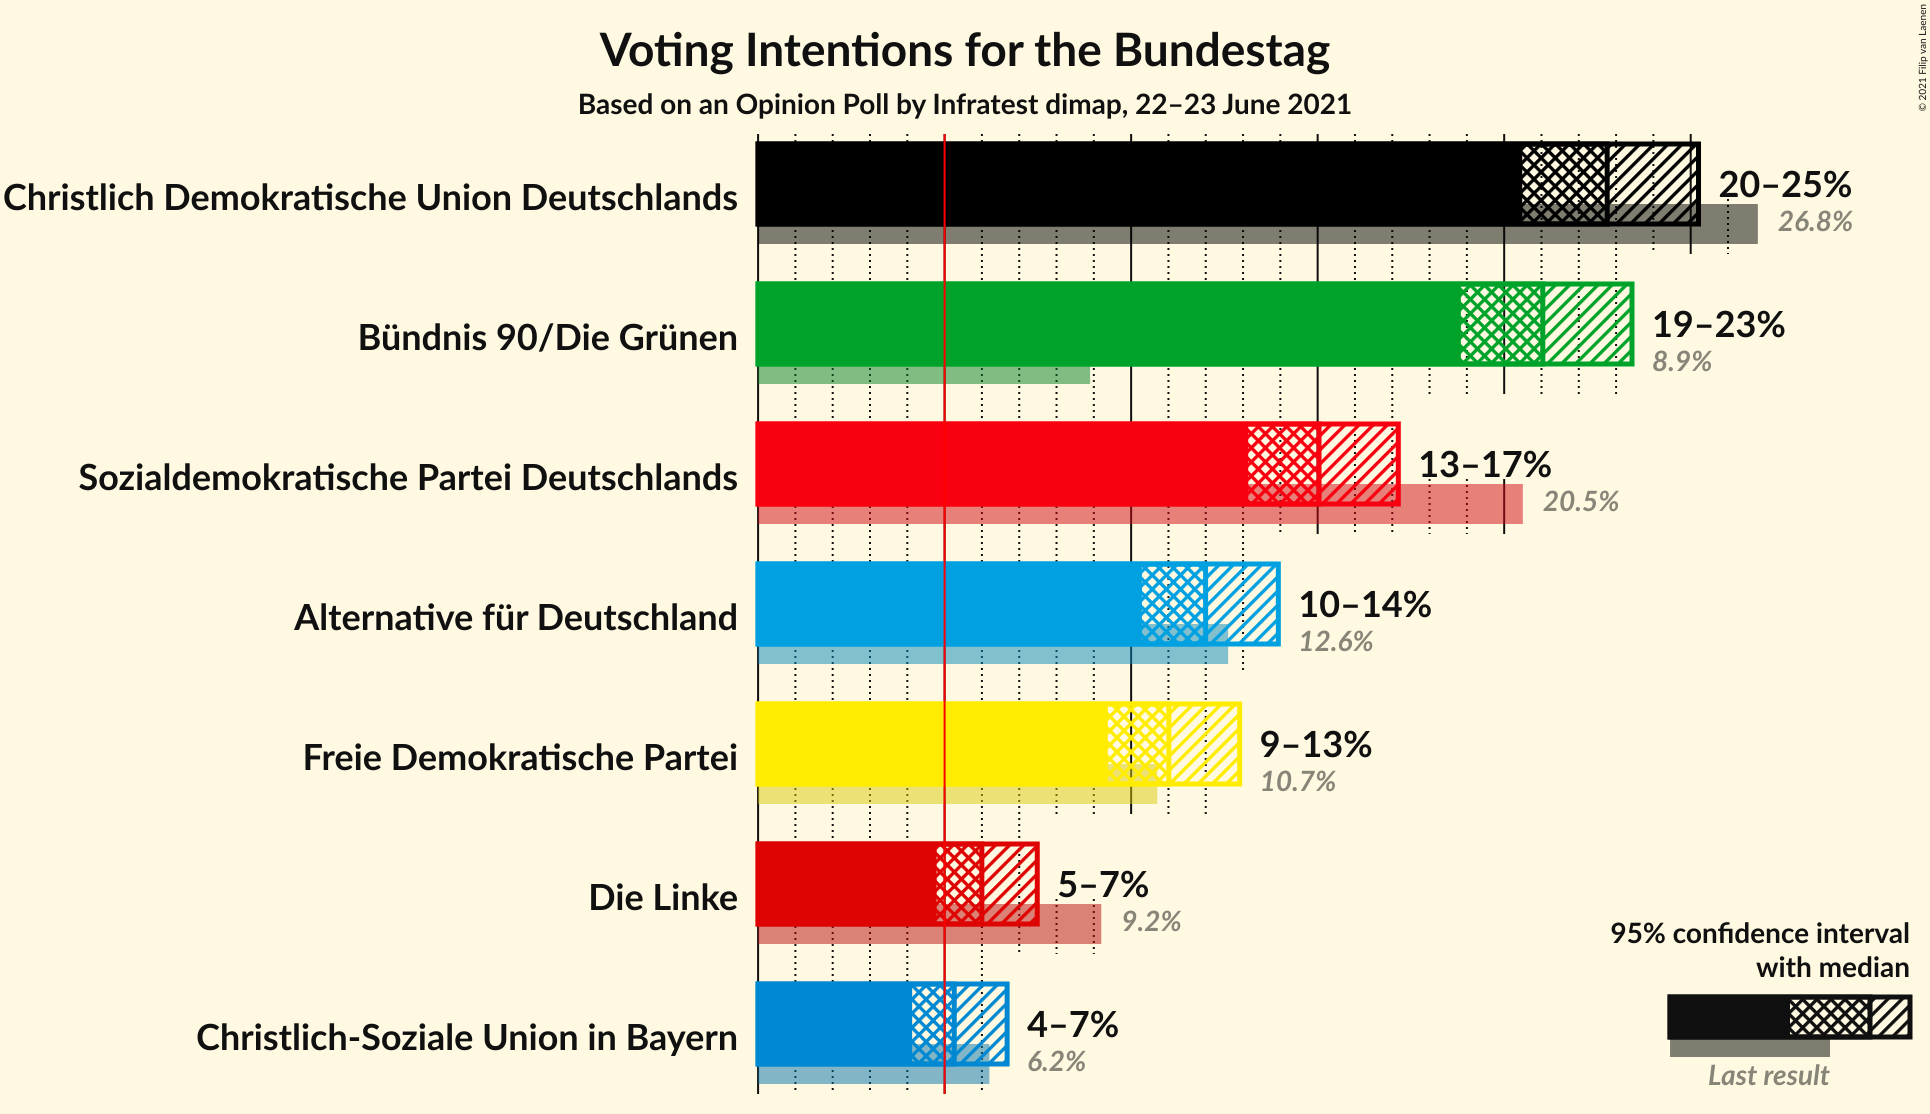 Voting Intentions for the Bundestag
Based on an Opinion Poll by Infratest dimap, 22–23 June 2021
© 2021 Filip van Laenen
Christlich Demokratische Union Deutschlands
20–25%
26.8%
Bündnis 90/Die Grünen
19–23%
8.9%
Sozialdemokratische Partei Deutschlands
13–17%
20.5%
Alternative für Deutschland
10–14%
12.6%
Freie Demokratische Partei
9–13%
10.7%
Die Linke
5–7%
9.2%
Christlich-Soziale Union in Bayern
4–7%
6.2%
95% confidence interval
with median
Last result